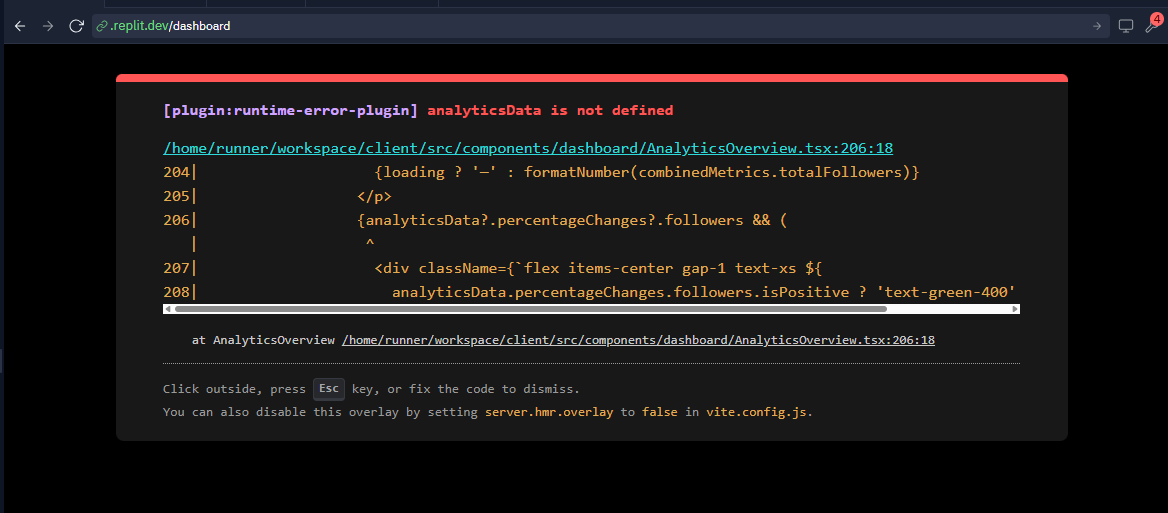 .replit.dev/dashboard
4
[plugin:runtime-error-plugin] analyticsData is not defined
/home/runner/workspace/client/src/components/dashboard/AnalyticsOverview.tsx:206:18
204|                    {loading ? '—' : formatNumber(combinedMetrics.totalFollowers)}
205|                  </p>
206|                  {analyticsData?.percentageChanges?.followers && (
   |                   ^
207|                    <div className={`flex items-center gap-1 text-xs ${
208|                      analyticsData.percentageChanges.followers.isPositive ? 'text-green-400'
at AnalyticsOverview /home/runner/workspace/client/src/components/dashboard/AnalyticsOverview.tsx:206:18
Click outside, press Esc key, or fix the code to dismiss.
You can also disable this overlay by setting server.hmr.overlay to false in vite.config.js.